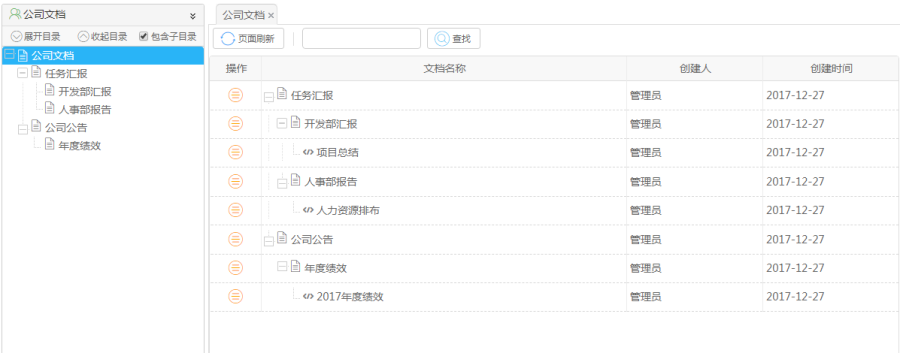 公司文档
展开目录 收起目录 包含子目录
公司文档
任务汇报
开发部汇报
人事部报告
公司公告
年度绩效
公司文档
页面刷新 查找
操作 文档名称 创建人 创建时间
任务汇报 管理员 2017-12-27
开发部汇报 管理员 2017-12-27
项目总结 管理员 2017-12-27
人事部报告 管理员 2017-12-27
人力资源排布 管理员 2017-12-27
公司公告 管理员 2017-12-27
年度绩效 管理员 2017-12-27
2017年度绩效 管理员 2017-12-27